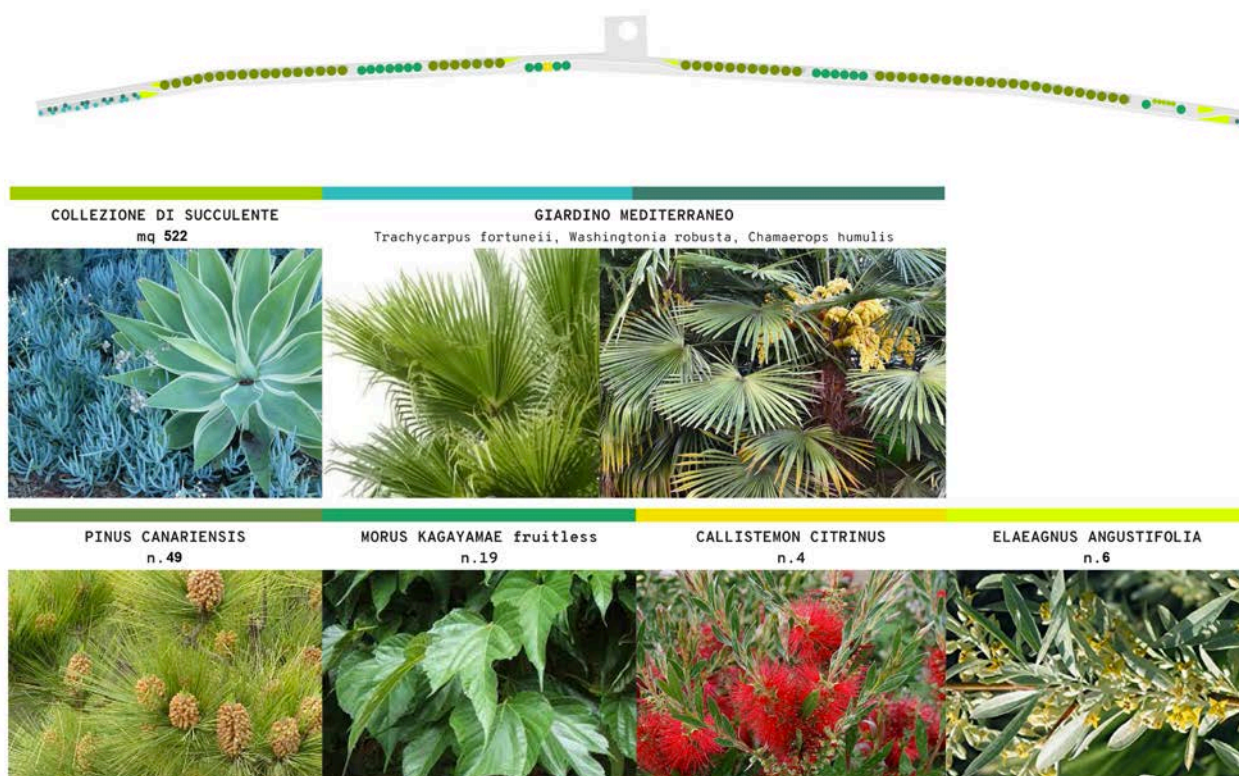 COLLEZIONE DI SUCCULENTE
mq 522
GIARDINO MEDITERRANEO
Trachycarpus fortuneii, Washingtonia robusta, Chamaerops humulis
PINUS CANARIENSIS
n.49
MORUS KAGAYAMAE fruitless
n.19
CALLISTEMON CITRINUS
n.4
ELAEAGNUS ANGUSTIFOLIA
n.6